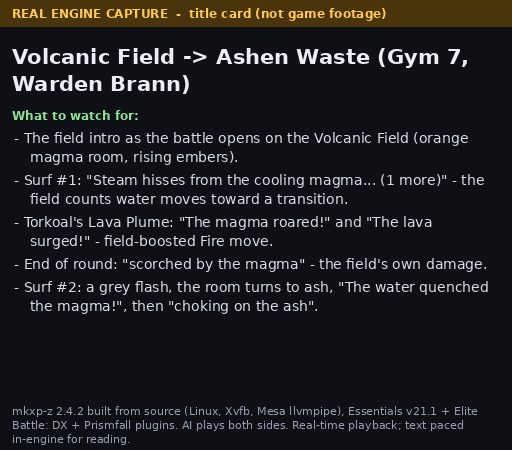 REAL ENGINE CAPTURE - title card (not game footage)
Volcanic Field -> Ashen Waste (Gym 7,
Warden Brann)
What to watch for:
- The field intro as the battle opens on the Volcanic Field (orange
magma room, rising embers).
- Surf #1: "Steam hisses from the cooling magma... (1 more)" - the
field counts water moves toward a transition.
- Torkoal's Lava Plume: "The magma roared!" and "The lava
surged!" - field-boosted Fire move.
- End of round: "scorched by the magma" - the field's own damage.
- Surf #2: a grey flash, the room turns to ash, "The water quenched
the magma!", then "choking on the ash".
mkxp-z 2.4.2 built from source (Linux, Xvfb, Mesa llvmpipe), Essentials v21.1 + Elite
Battle: DX + Prismfall plugins. AI plays both sides. Real-time playback; text paced
in-engine for reading.